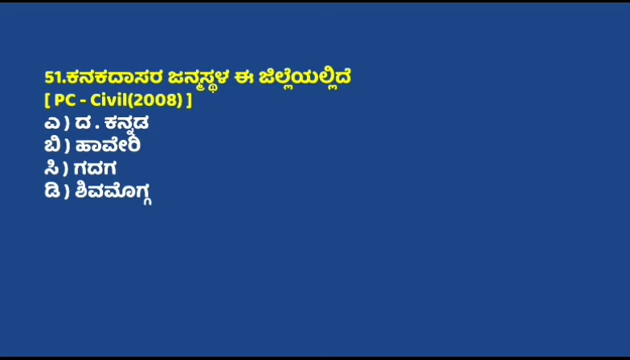 51.ಕನಕದಾಸರ ಜನ್ಮಸ್ಥಳ ಈ ಜಿಲ್ಲೆಯಲ್ಲಿದೆ
[ PC - Civil(2008) ]
ಎ ) ದ . ಕನ್ನಡ
ಬಿ ) ಹಾವೇರಿ
ಸಿ ) ಗದಗ
ಡಿ ) ಶಿವಮೊಗ್ಗ